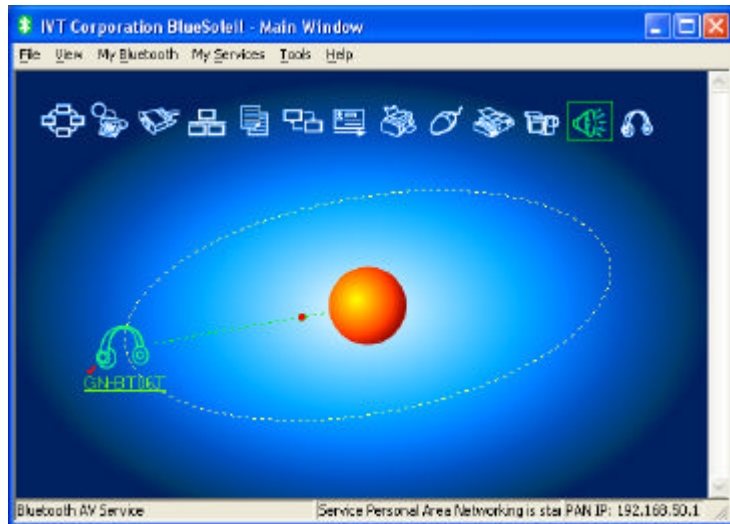 IVT Corporation BlueSoleil - Main Window
File View My Bluetooth My Services Tools Help
GN-BT06T
Bluetooth AV Service Service Personal Area Networking is sta PAN IP: 192.168.50.1